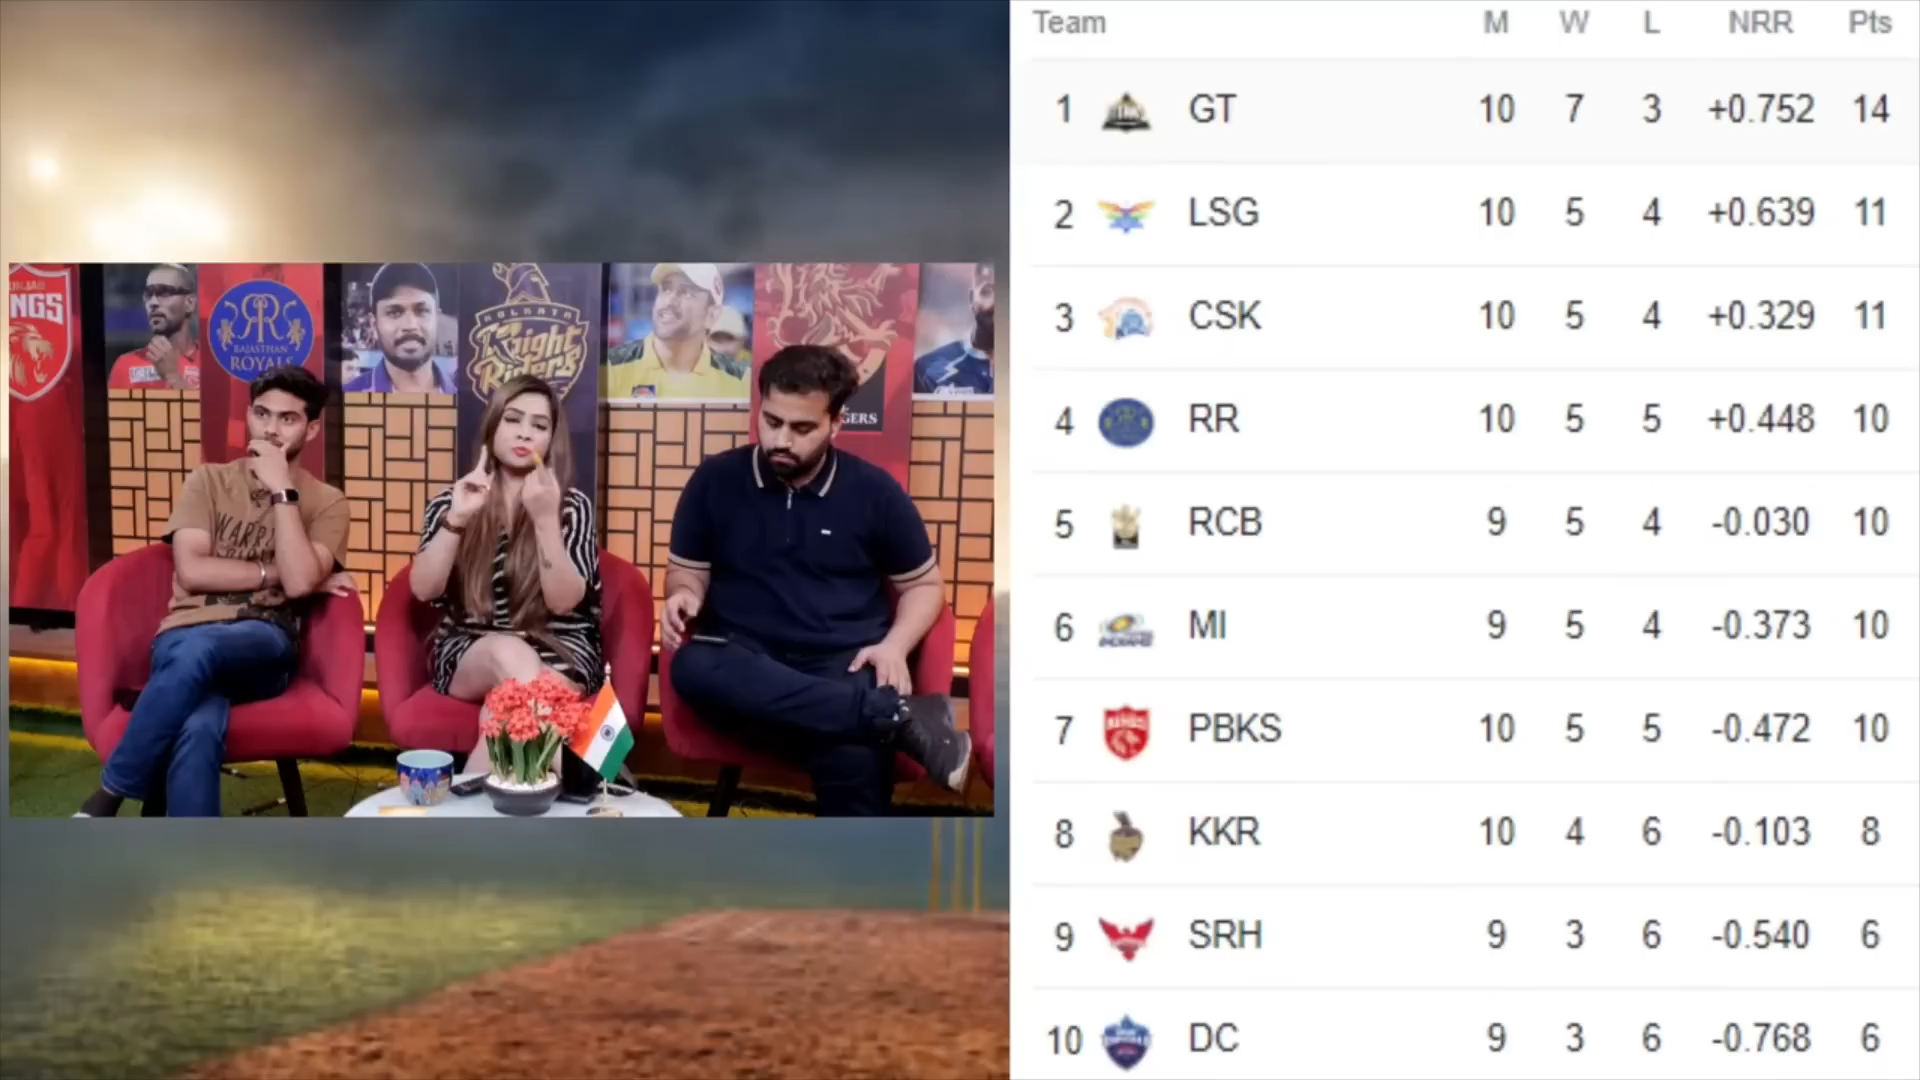 NGS
RAJASTHAN
ROYALS
KOLKATA
Knight
Riders
GERS
Team M W L NRR Pts
1 GT 10 7 3 +0.752 14
2 LSG 10 5 4 +0.639 11
3 CSK 10 5 4 +0.329 11
4 RR 10 5 5 +0.448 10
5 RCB 9 5 4 -0.030 10
6 MI 9 5 4 -0.373 10
7 PBKS 10 5 5 -0.472 10
8 KKR 10 4 6 -0.103 8
9 SRH 9 3 6 -0.540 6
10 DC 9 3 6 -0.768 6